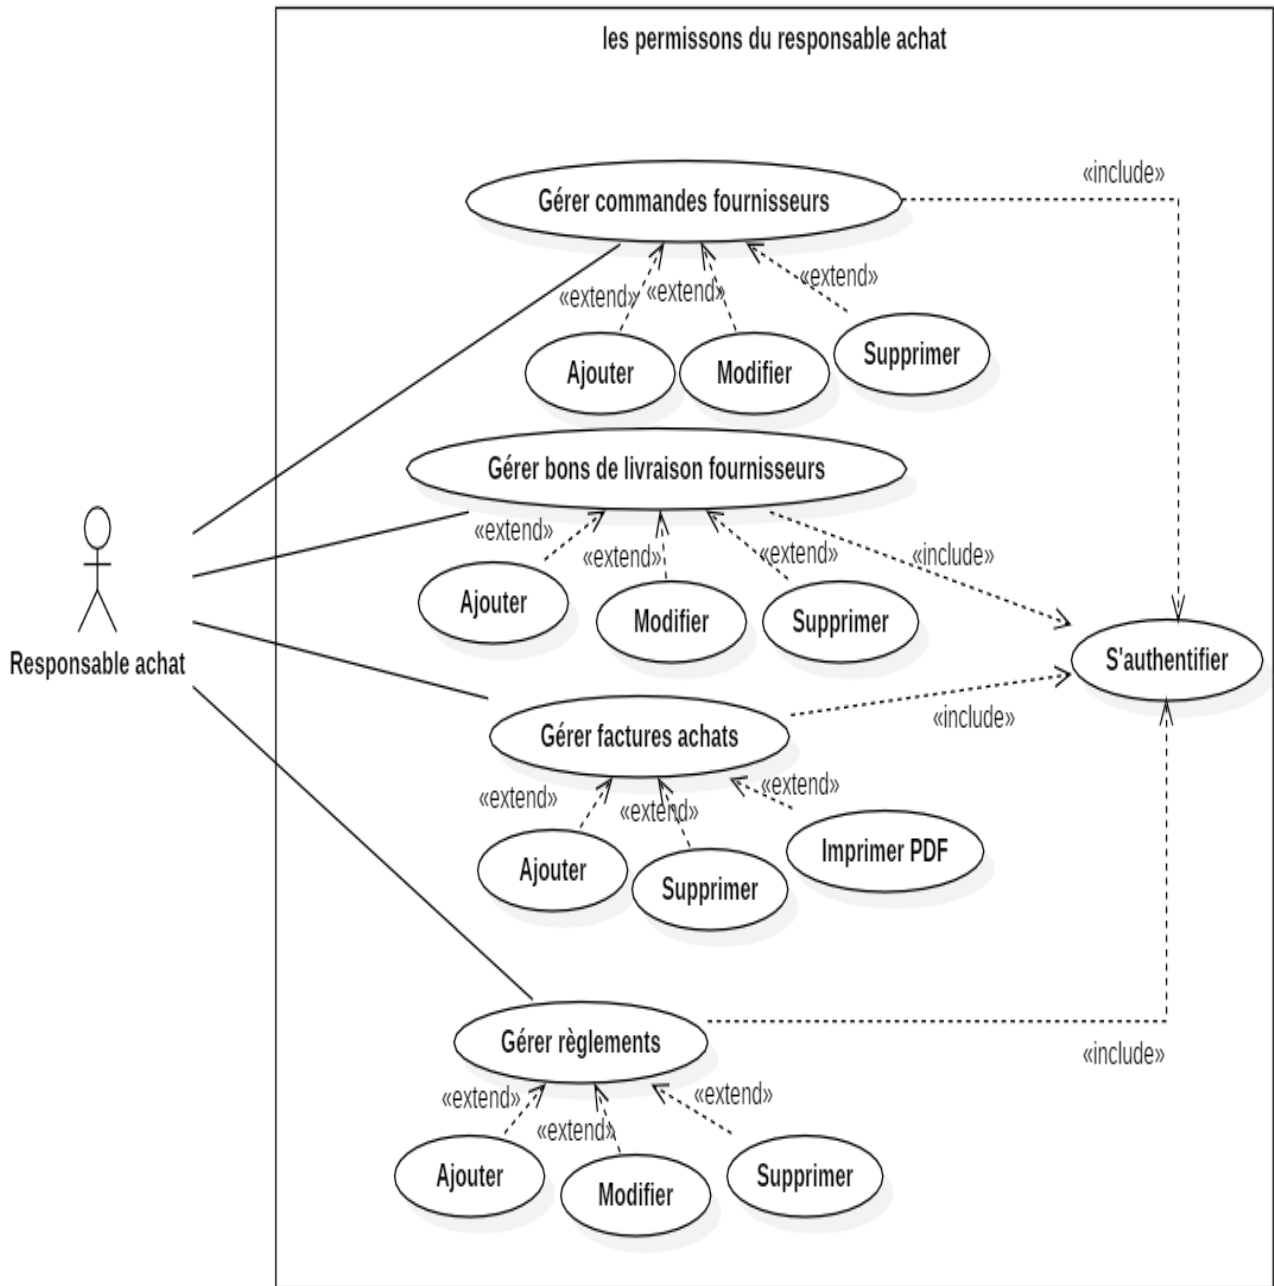 les permissons du responsable achat
«include»
Gérer commandes fournisseurs
«extend»
«extend»
«extend»
Ajouter
Modifier
Supprimer
Gérer bons de livraison fournisseurs
«extend»
«extend»
«extend»
«include»
Ajouter
Modifier
Supprimer
Responsable achat
S'authentifier
«include»
Gérer factures achats
«extend»
«extend»
«extend»
Ajouter
Supprimer
Imprimer PDF
Gérer règlements
«include»
«extend»
«extend»
«extend»
Ajouter
Modifier
Supprimer